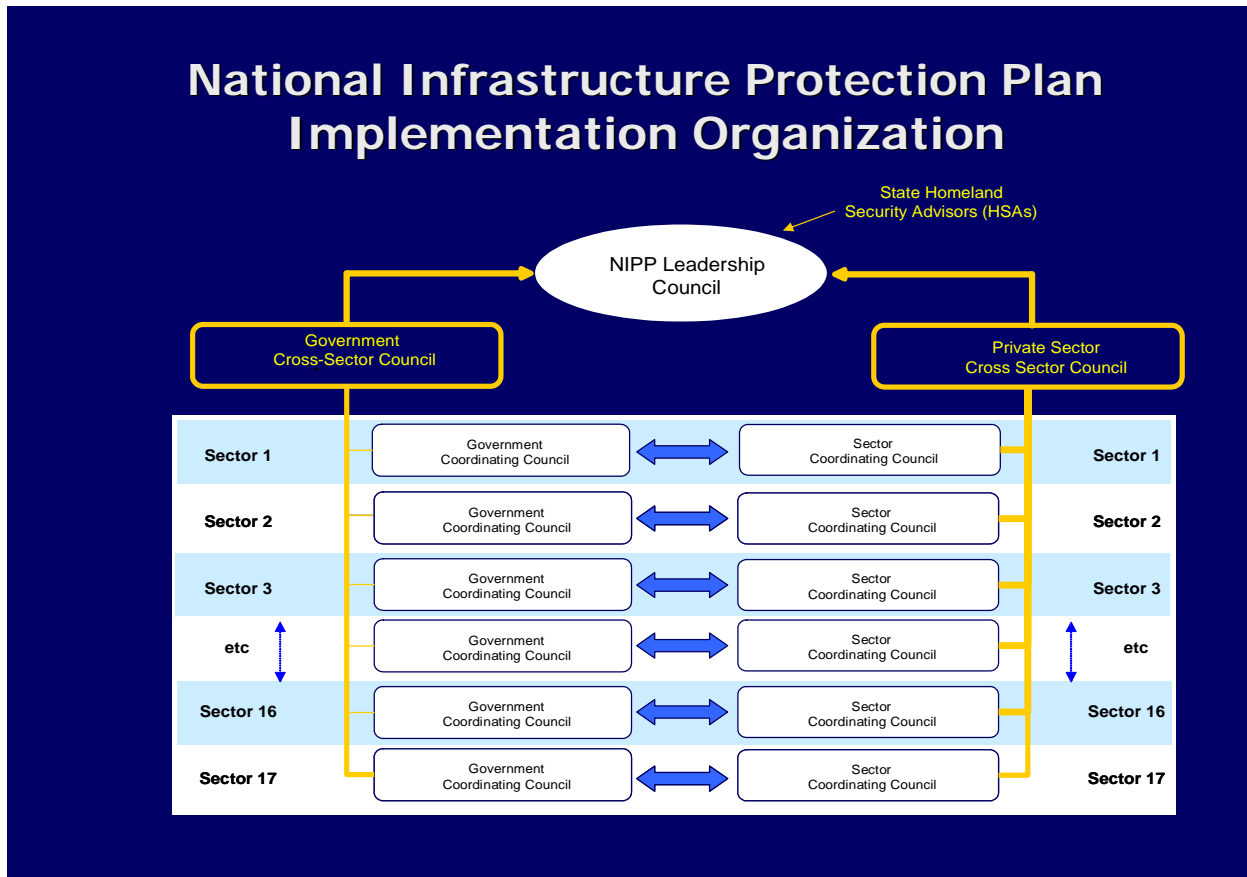 National Infrastructure Protection Plan
Implementation Organization
State Homeland
Security Advisors (HSAs)
NIPP Leadership
Council
Government
Cross-Sector Council
Private Sector
Cross Sector Council
Sector 1
Government
Coordinating Council
Sector
Coordinating Council
Sector 1
Sector 2
Government
Coordinating Council
Sector
Coordinating Council
Sector 2
Sector 3
Government
Coordinating Council
Sector
Coordinating Council
Sector 3
etc
Government
Coordinating Council
Sector
Coordinating Council
etc
Sector 16
Government
Coordinating Council
Sector
Coordinating Council
Sector 16
Sector 17
Government
Coordinating Council
Sector
Coordinating Council
Sector 17